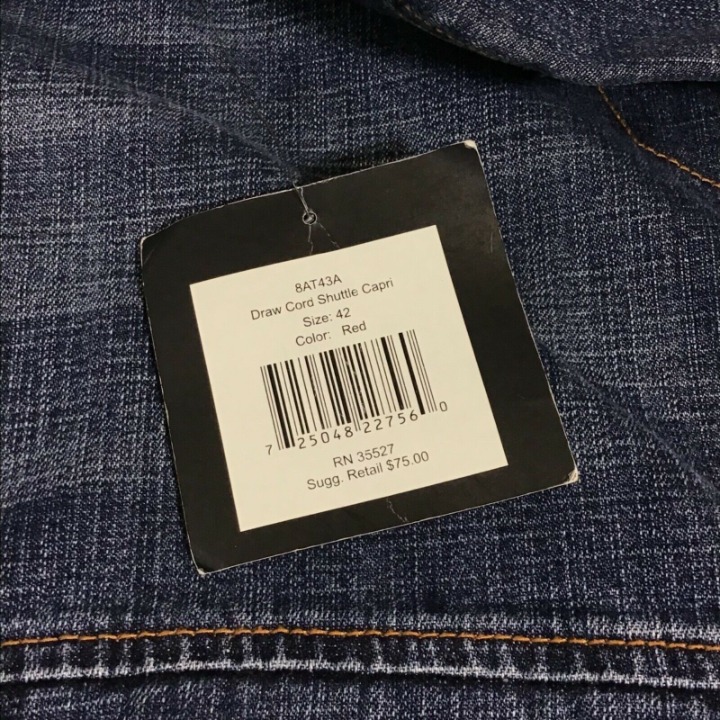 8AT43A
Draw Cord Shuttle Capri
Size: 42
Color: Red
7 25048 22756 0
RN 35527
Sugg. Retail $75.00